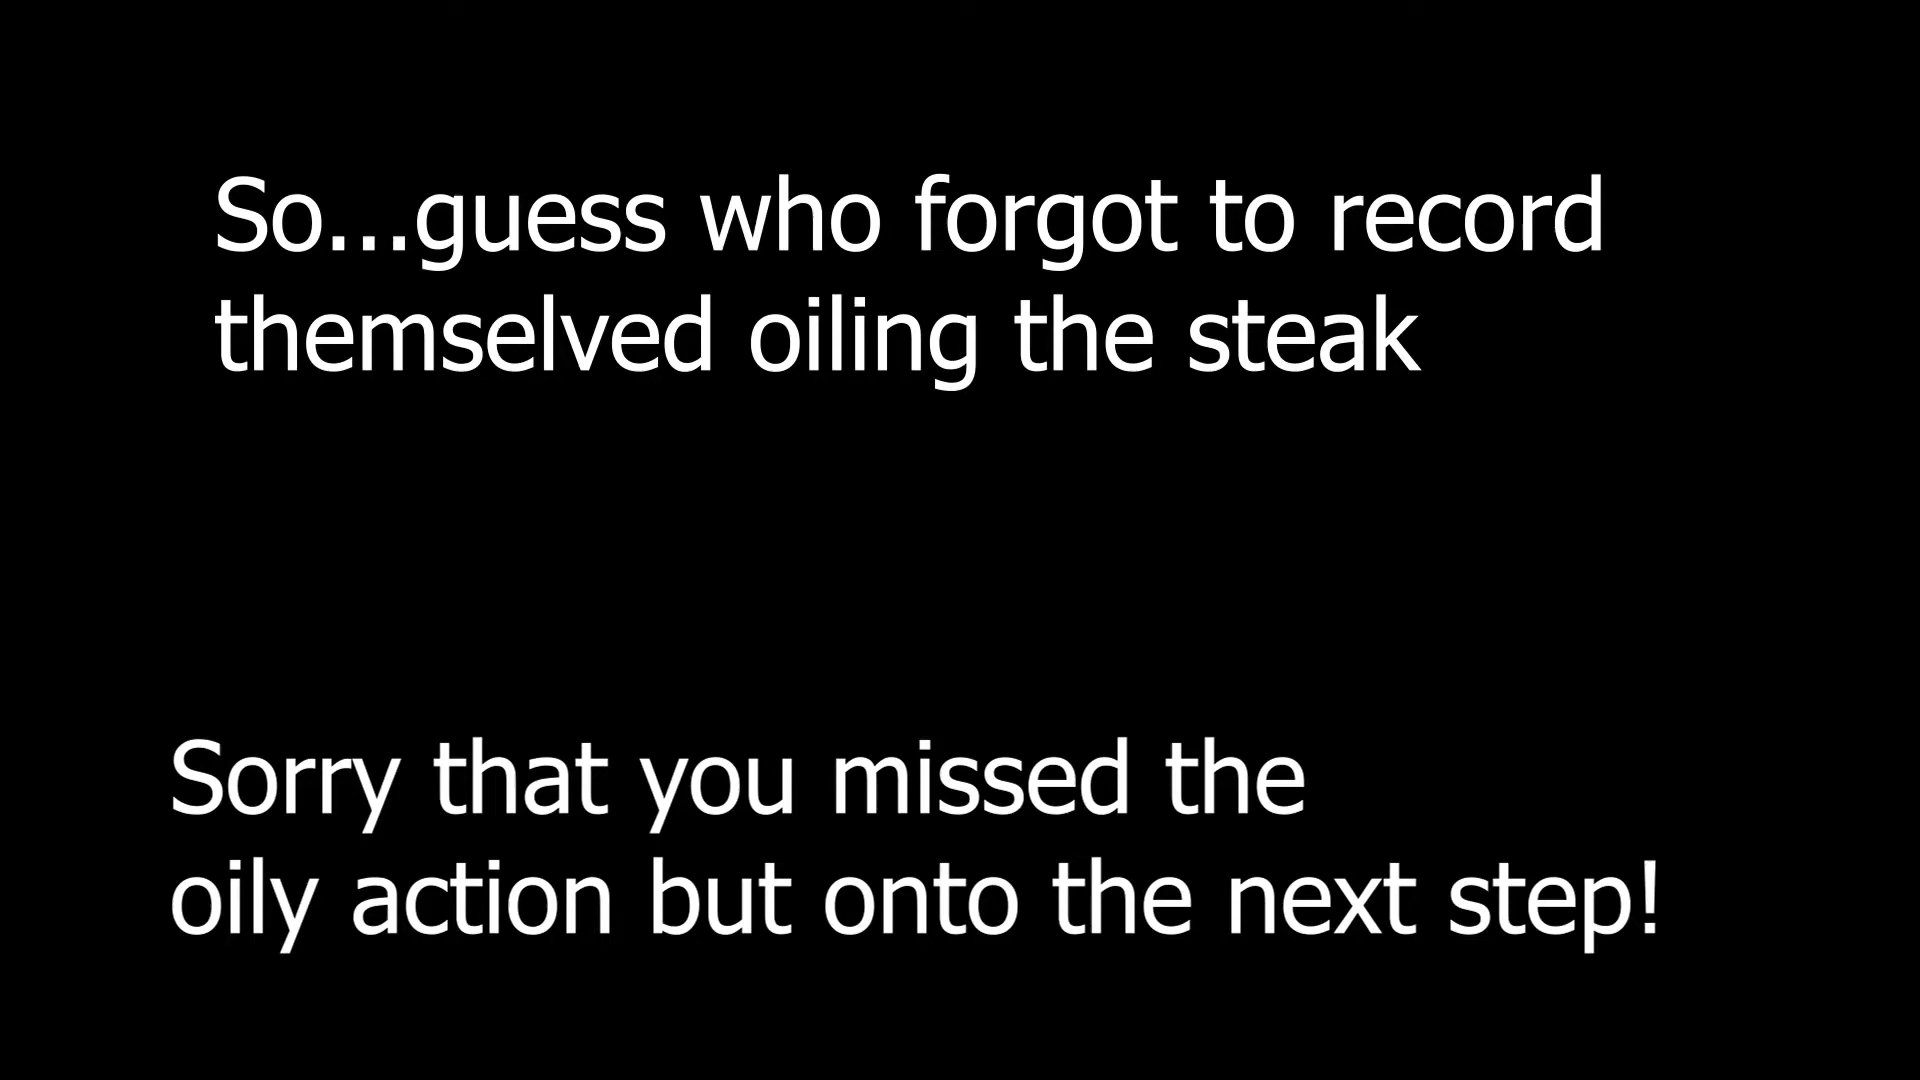 So...guess who forgot to record
themselved oiling the steak
Sorry that you missed the
oily action but onto the next step!